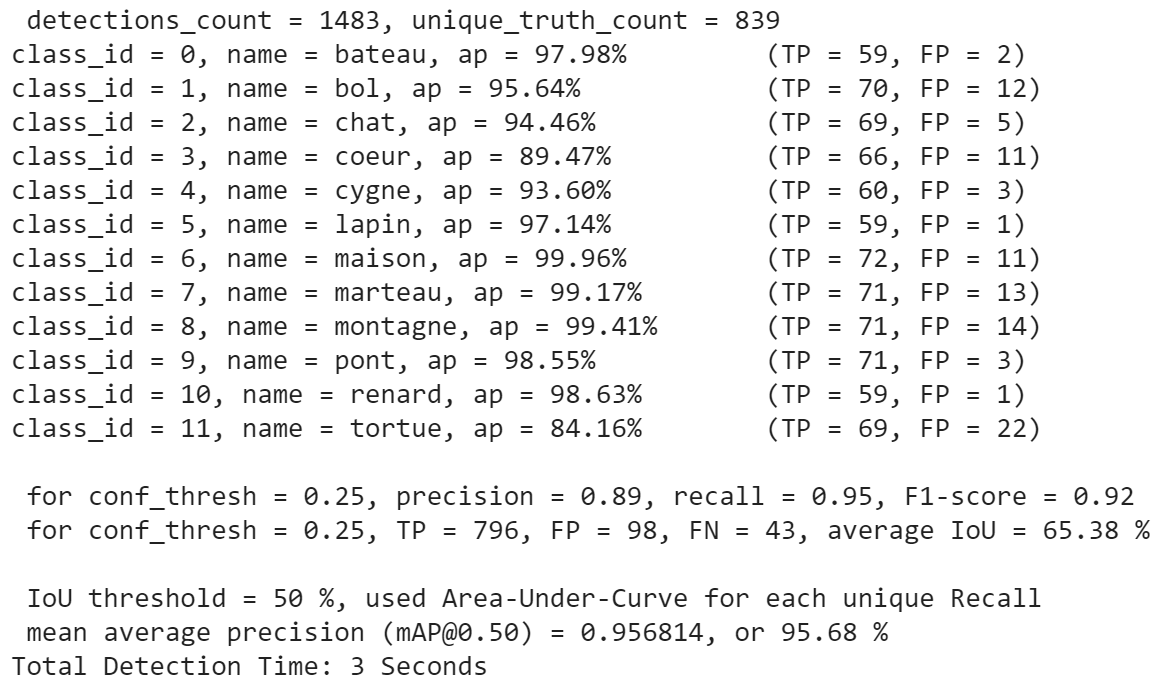 detections_count = 1483, unique_truth_count = 839
class_id = 0, name = bateau, ap = 97.98% (TP = 59, FP = 2)
class_id = 1, name = bol, ap = 95.64% (TP = 70, FP = 12)
class_id = 2, name = chat, ap = 94.46% (TP = 69, FP = 5)
class_id = 3, name = coeur, ap = 89.47% (TP = 66, FP = 11)
class_id = 4, name = cygne, ap = 93.60% (TP = 60, FP = 3)
class_id = 5, name = lapin, ap = 97.14% (TP = 59, FP = 1)
class_id = 6, name = maison, ap = 99.96% (TP = 72, FP = 11)
class_id = 7, name = marteau, ap = 99.17% (TP = 71, FP = 13)
class_id = 8, name = montagne, ap = 99.41% (TP = 71, FP = 14)
class_id = 9, name = pont, ap = 98.55% (TP = 71, FP = 3)
class_id = 10, name = renard, ap = 98.63% (TP = 59, FP = 1)
class_id = 11, name = tortue, ap = 84.16% (TP = 69, FP = 22)
for conf_thresh = 0.25, precision = 0.89, recall = 0.95, F1-score = 0.92
for conf_thresh = 0.25, TP = 796, FP = 98, FN = 43, average IoU = 65.38 %
IoU threshold = 50 %, used Area-Under-Curve for each unique Recall
mean average precision (mAP@0.50) = 0.956814, or 95.68 %
Total Detection Time: 3 Seconds